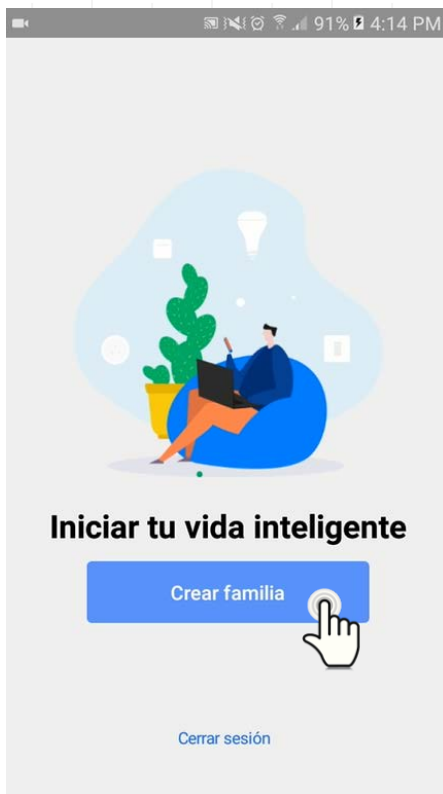 91% 4:14 PM
Iniciar tu vida inteligente
Crear familia
Cerrar sesión